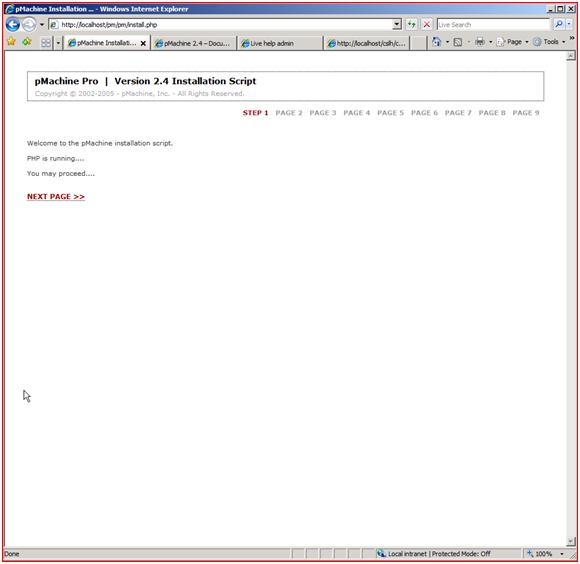 pMachine Installation ... - Windows Internet Explorer
http://localhost/pm/pm/install.php
Live Search
pMachine Installati... pMachine 2.4 – Docu... Live help admin http://localhost/cslh/c... Page Tools
pMachine Pro | Version 2.4 Installation Script
Copyright © 2002-2005 - pMachine, Inc. - All Rights Reserved.
STEP 1 PAGE 2 PAGE 3 PAGE 4 PAGE 5 PAGE 6 PAGE 7 PAGE 8 PAGE 9
Welcome to the pMachine installation script.
PHP is running....
You may proceed....
NEXT PAGE >>
Done Local intranet | Protected Mode: Off 100%